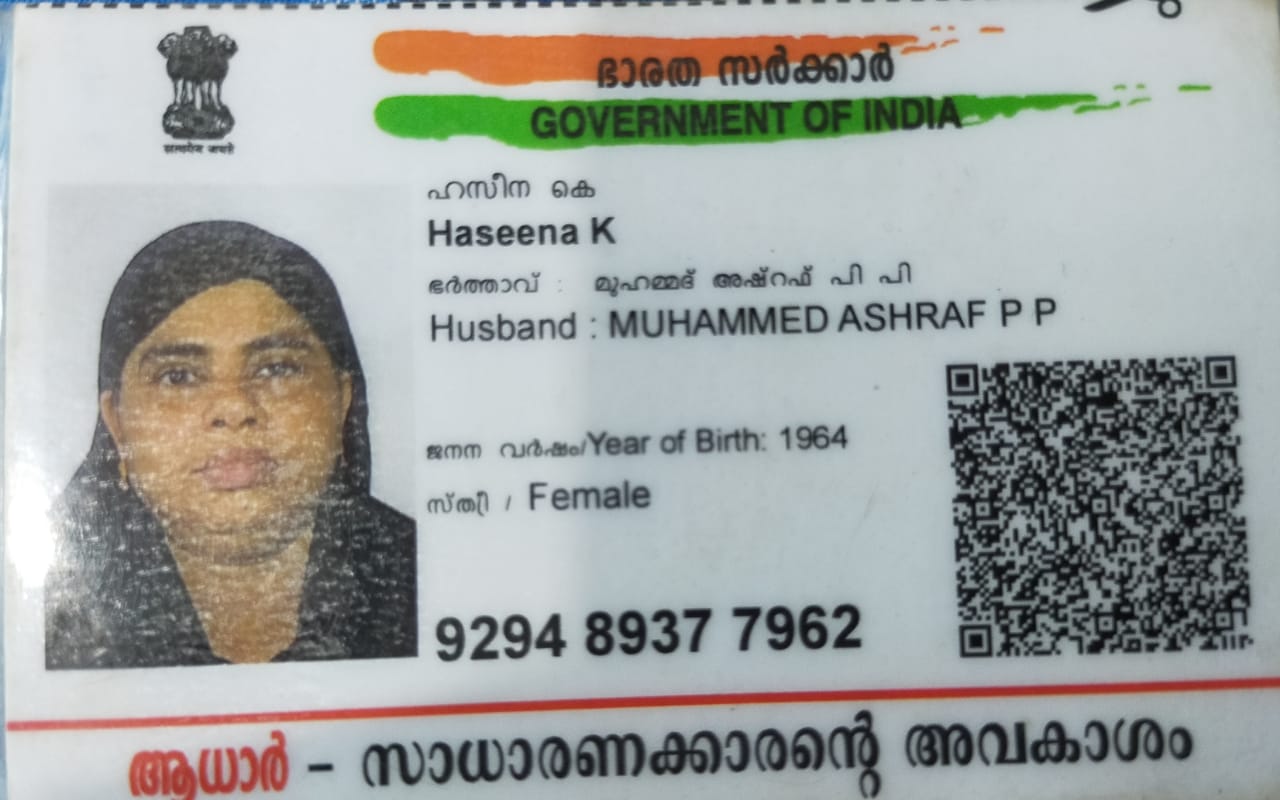 ഭാരത സർക്കാർ
GOVERNMENT OF INDIA
सत्यमेव जयते
ഹസീന കെ
Haseena K
ഭർത്താവ് : മുഹമ്മദ് അഷ്റഫ് പി പി
Husband : MUHAMMED ASHRAF P P
ജനന വർഷം/Year of Birth: 1964
സ്ത്രീ / Female
9294 8937 7962
ആധാർ – സാധാരണക്കാരന്റെ അവകാശം